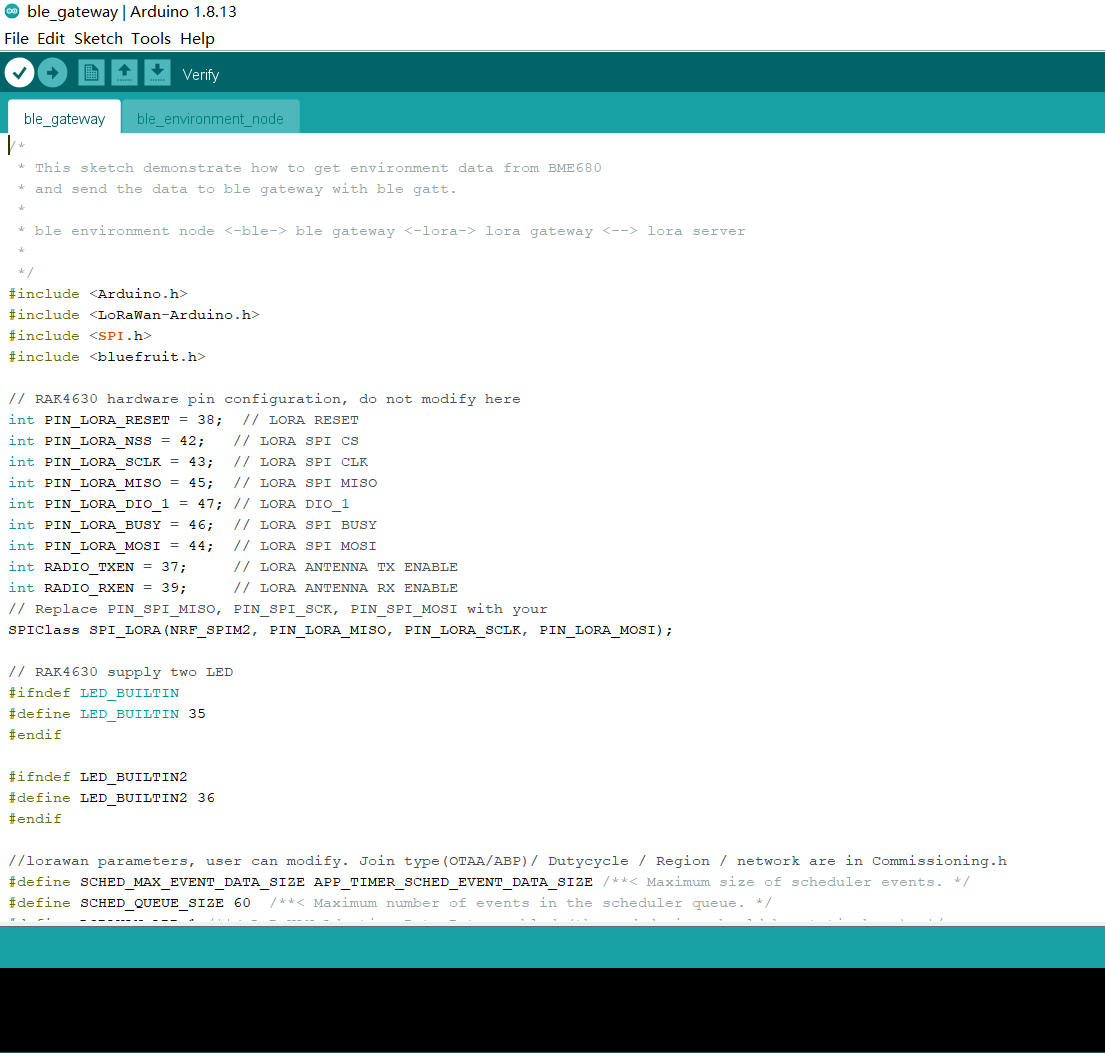 ble_gateway | Arduino 1.8.13
File Edit Sketch Tools Help
Verify
ble_gateway ble_environment_node
/*
 * This sketch demonstrate how to get environment data from BME680
 * and send the data to ble gateway with ble gatt.
 *
 * ble environment node <-ble-> ble gateway <-lora-> lora gateway <--> lora server
 *
 */
#include <Arduino.h>
#include <LoRaWan-Arduino.h>
#include <SPI.h>
#include <bluefruit.h>
// RAK4630 hardware pin configuration, do not modify here
int PIN_LORA_RESET = 38;  // LORA RESET
int PIN_LORA_NSS = 42;   // LORA SPI CS
int PIN_LORA_SCLK = 43;  // LORA SPI CLK
int PIN_LORA_MISO = 45;  // LORA SPI MISO
int PIN_LORA_DIO_1 = 47; // LORA DIO_1
int PIN_LORA_BUSY = 46;  // LORA SPI BUSY
int PIN_LORA_MOSI = 44;  // LORA SPI MOSI
int RADIO_TXEN = 37;     // LORA ANTENNA TX ENABLE
int RADIO_RXEN = 39;     // LORA ANTENNA RX ENABLE
// Replace PIN_SPI_MISO, PIN_SPI_SCK, PIN_SPI_MOSI with your
SPIClass SPI_LORA(NRF_SPIM2, PIN_LORA_MISO, PIN_LORA_SCLK, PIN_LORA_MOSI);
// RAK4630 supply two LED
#ifndef LED_BUILTIN
#define LED_BUILTIN 35
#endif
#ifndef LED_BUILTIN2
#define LED_BUILTIN2 36
#endif
//lorawan parameters, user can modify. Join type(OTAA/ABP)/ Dutycycle / Region / network are in Commissioning.h
#define SCHED_MAX_EVENT_DATA_SIZE APP_TIMER_SCHED_EVENT_DATA_SIZE /**< Maximum size of scheduler events. */
#define SCHED_QUEUE_SIZE 60  /**< Maximum number of events in the scheduler queue. */